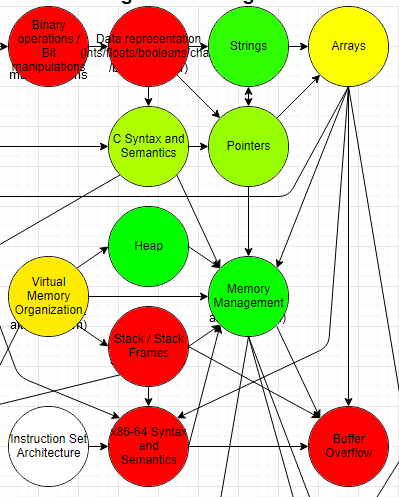 Binary
operations /
Bit
manipulations
Data representation
/booleans/
Strings
Arrays
C Syntax and
Semantics
Pointers
Heap
Virtual
Memory
Organization
Memory
Management
Stack / Stack
Frames
Instruction Set
Architecture
x86-64 Syntax
and
Semantics
Buffer
Overflow